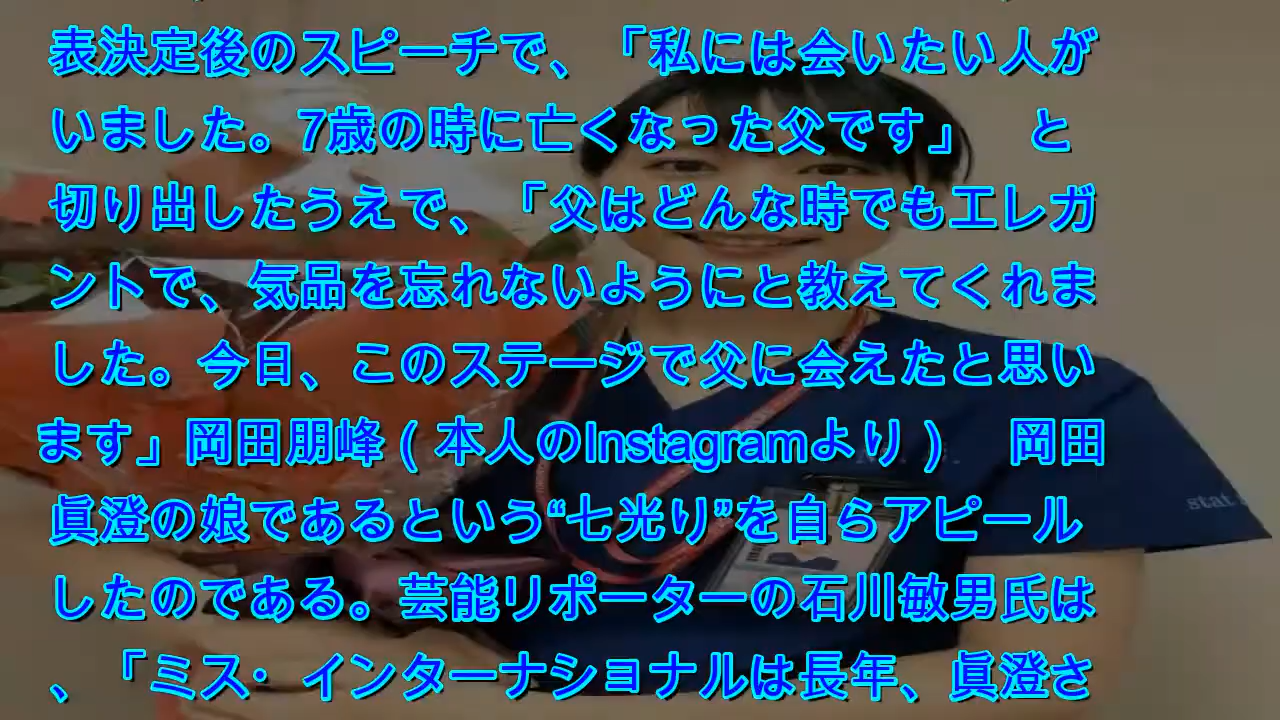 表決定後のスピーチで、「私には会いたい人が
いました。7歳の時に亡くなった父です」　と
切り出したうえで、「父はどんな時でもエレガ
ントで、気品を忘れないようにと教えてくれま
した。今日、このステージで父に会えたと思い
ます」岡田朋峰（本人のInstagramより）　岡田
眞澄の娘であるという“七光り”を自らアピール
したのである。芸能リポーターの石川敏男氏は
、「ミス・インターナショナルは長年、眞澄さ